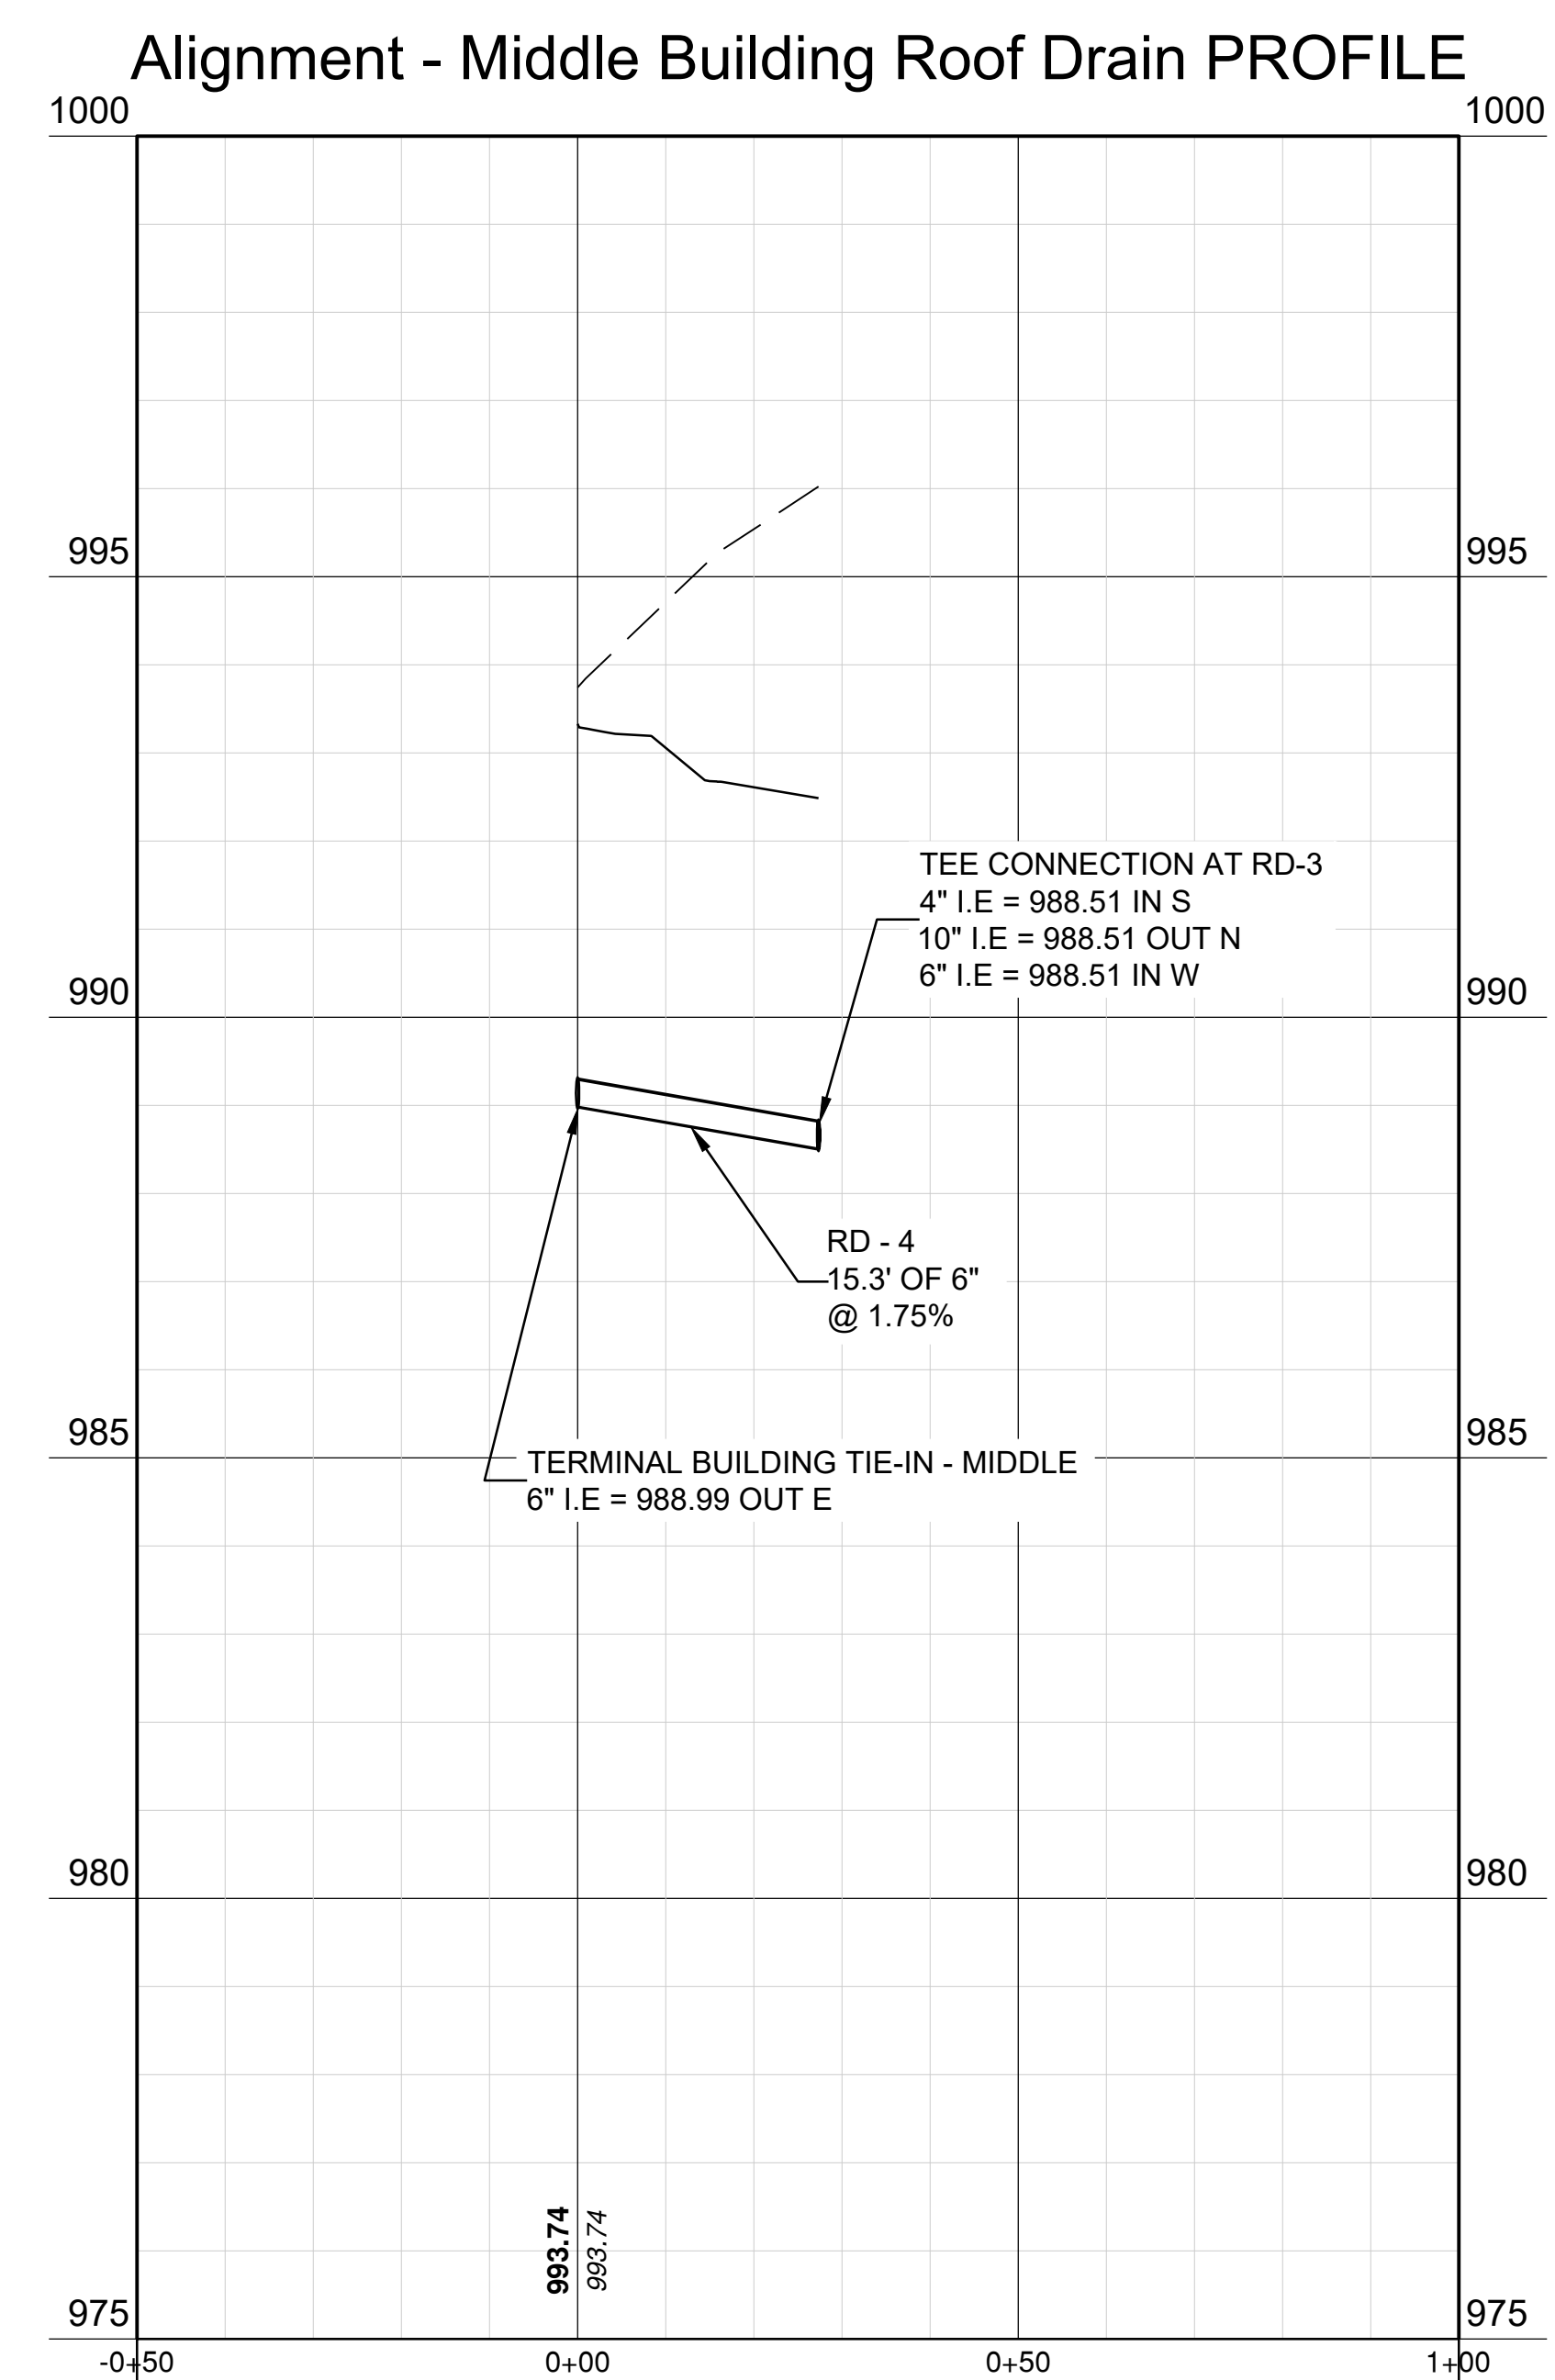 Alignment - Middle Building Roof Drain PROFILE
1000
1000
995
995
TEE CONNECTION AT RD-3
4" I.E = 988.51 IN S
10" I.E = 988.51 OUT N
6" I.E = 988.51 IN W
990
990
RD - 4
15.3' OF 6"
@ 1.75%
985
985
TERMINAL BUILDING TIE-IN - MIDDLE
6" I.E = 988.99 OUT E
980
980
993.74
993.74
975
975
-0+50
0+00
0+50
1+00